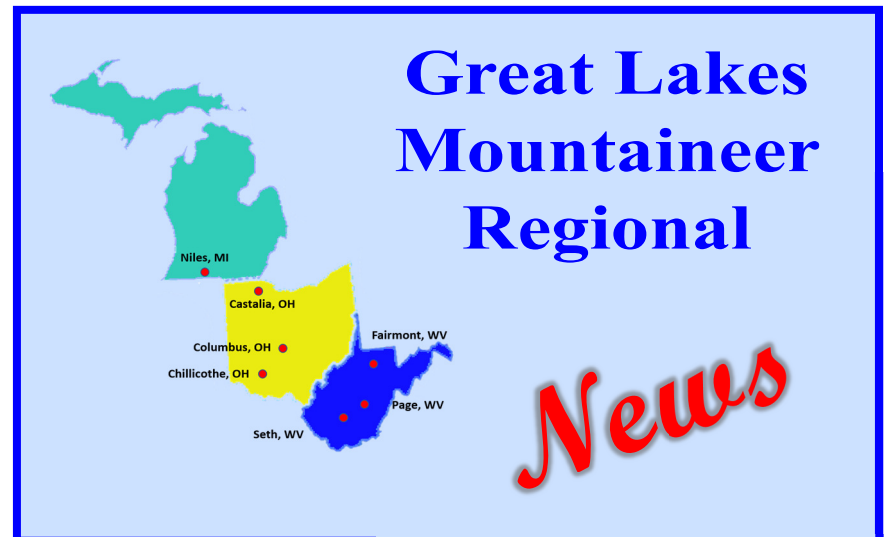 Great Lakes
Mountaineer
Regional
Niles, MI
Castalia, OH
Columbus, OH
Chillicothe, OH
Fairmont, WV
Page, WV
Seth, WV
News